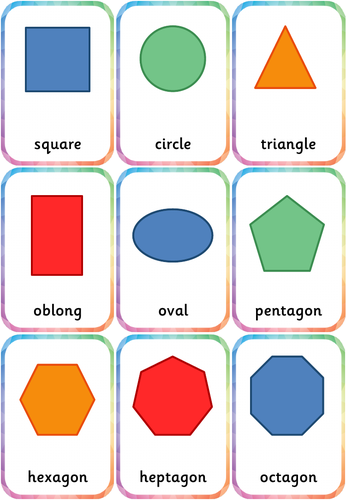 square
circle
triangle
oblong
oval
pentagon
hexagon
heptagon
octagon